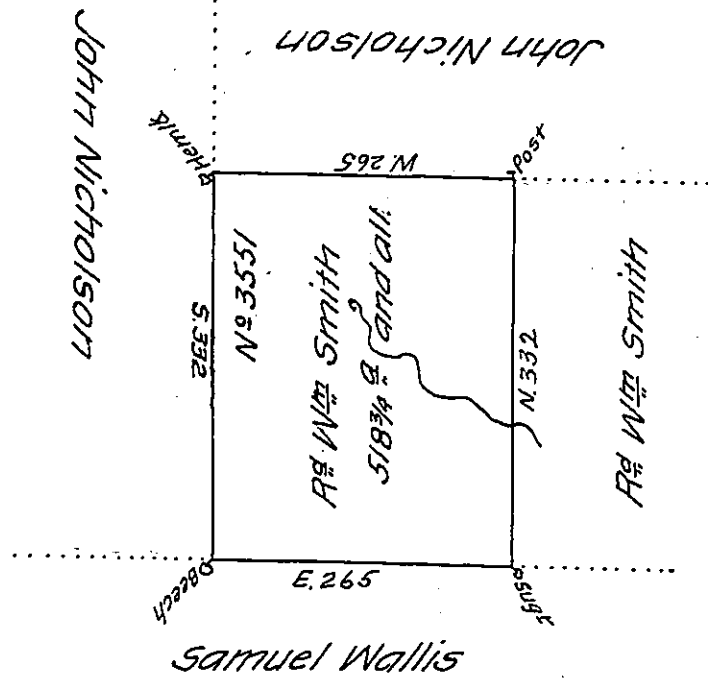 John Nicholson
John Nicholson
Hemlk.
W. 265
Post
S. 332
Nº 3551
Rd. Wm. Smith
518¾ a. and all.
N. 332
Rd. Wm. Smith
Beech
E. 265
Sugr.
Samuel Wallis